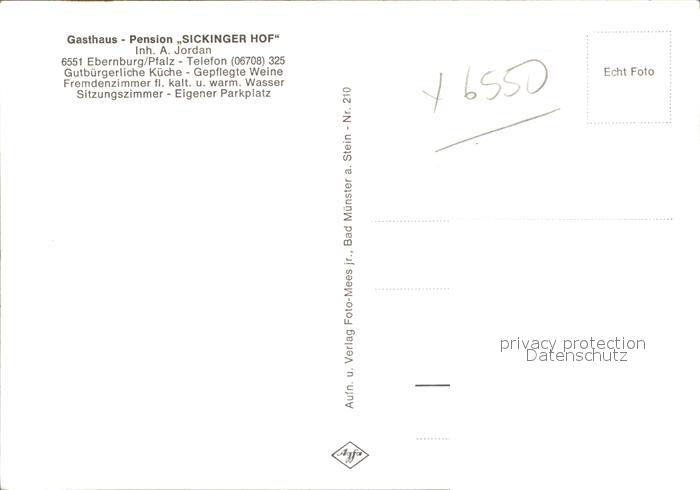 Gasthaus - Pension „SICKINGER HOF“
Inh. A. Jordan
6551 Ebernburg/Pfalz - Telefon (06708) 325
Gutbürgerliche Küche - Gepflegte Weine
Fremdenzimmer fl. kalt. u. warm. Wasser
Sitzungszimmer - Eigener Parkplatz
Aufn. u. Verlag Foto-Mees jr., Bad Münster a. Stein - Nr. 210
Agfa
6550
Echt Foto
privacy protection
Datenschutz